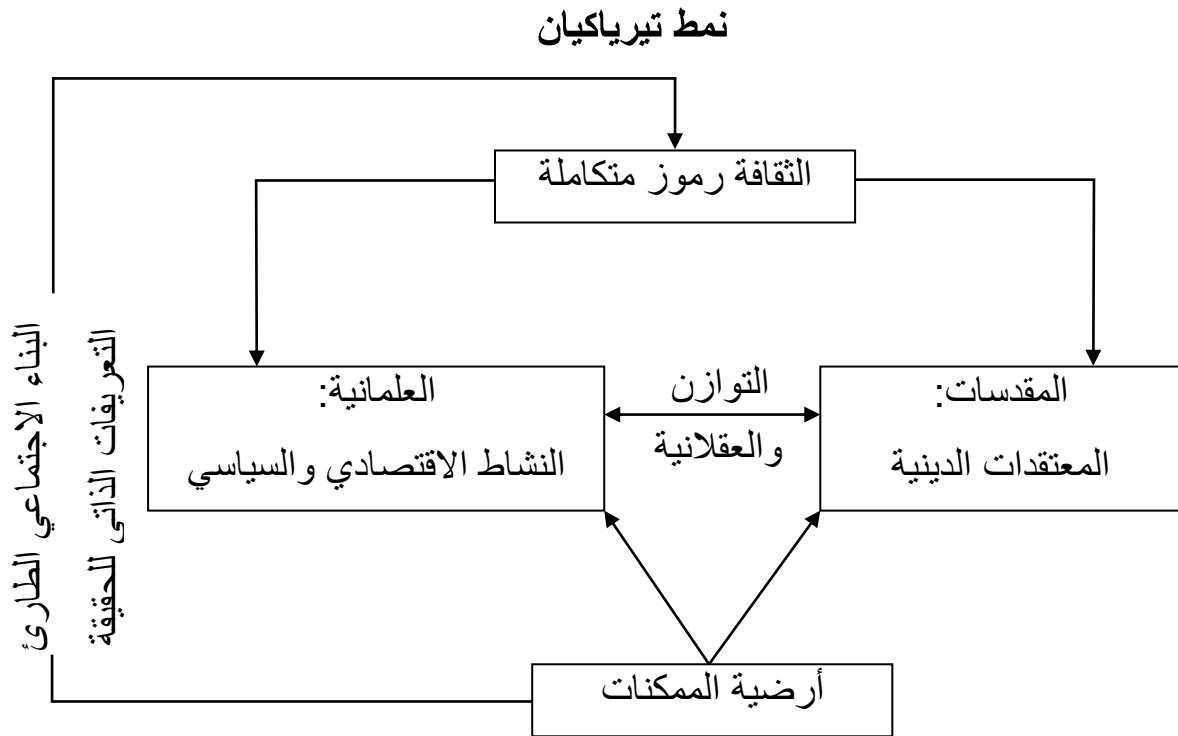 نمط تيرياكيان
الثقافة رموز متكاملة
المقدسات:
المعتقدات الدينية
التوازن
والعقلانية
العلمانية:
النشاط الاقتصادي والسياسي
البناء الاجتماعي الطارئ
التعريفات الذاتى للحقيقة
أرضية الممكنات